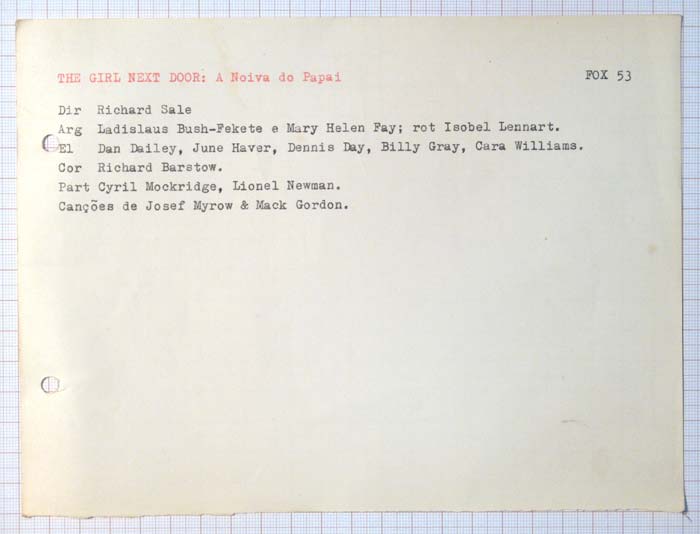 THE GIRL NEXT DOOR: A Noiva do Papai FOX 53
Dir Richard Sale
Arg Ladislaus Bush-Fekete e Mary Helen Fay; rot Isobel Lennart.
El Dan Dailey, June Haver, Dennis Day, Billy Gray, Cara Williams.
Cor Richard Barstow.
Part Cyril Mockridge, Lionel Newman.
Canções de Josef Myrow & Mack Gordon.